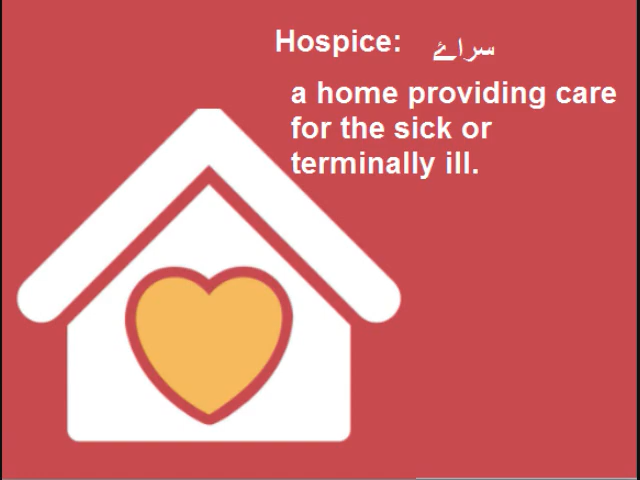 Hospice: سرائے
a home providing care
for the sick or
terminally ill.